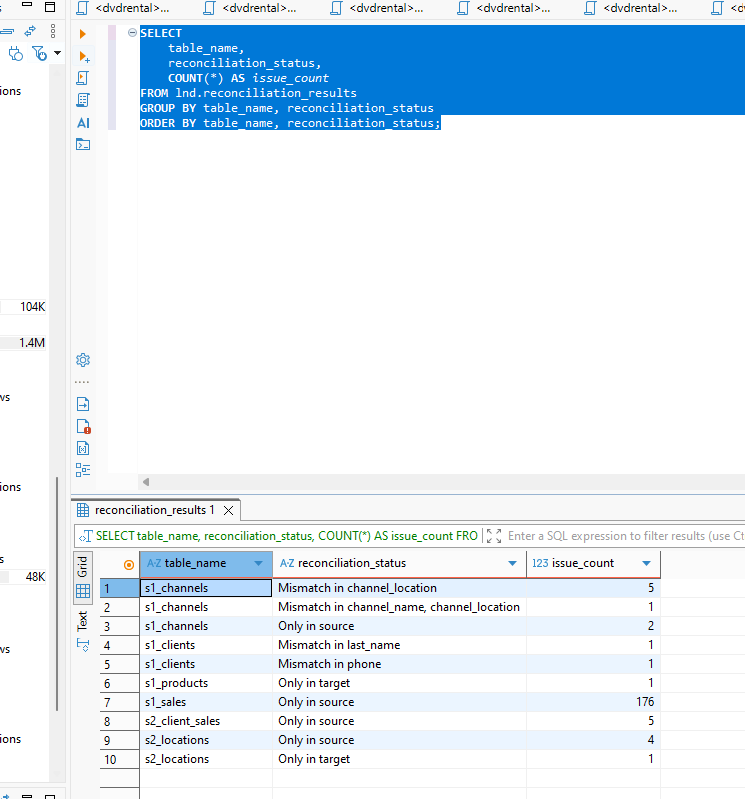 <dvdrental>... <dvdrental>... <dvdrental>... <dvdrental>... <dvdrental>... <dvd
SELECT
table_name,
reconciliation_status,
COUNT(*) AS issue_count
FROM lnd.reconciliation_results
GROUP BY table_name, reconciliation_status
ORDER BY table_name, reconciliation_status;
ions
AI
104K
1.4M
ws
ions
s
48K
ws
ions
reconciliation_results 1
SELECT table_name, reconciliation_status, COUNT(*) AS issue_count FRO Enter a SQL expression to filter results (use Ct
Grid
Text
A-Z table_name A-Z reconciliation_status 123 issue_count
1 s1_channels Mismatch in channel_location 5
2 s1_channels Mismatch in channel_name, channel_location 1
3 s1_channels Only in source 2
4 s1_clients Mismatch in last_name 1
5 s1_clients Mismatch in phone 1
6 s1_products Only in target 1
7 s1_sales Only in source 176
8 s2_client_sales Only in source 5
9 s2_locations Only in source 4
10 s2_locations Only in target 1